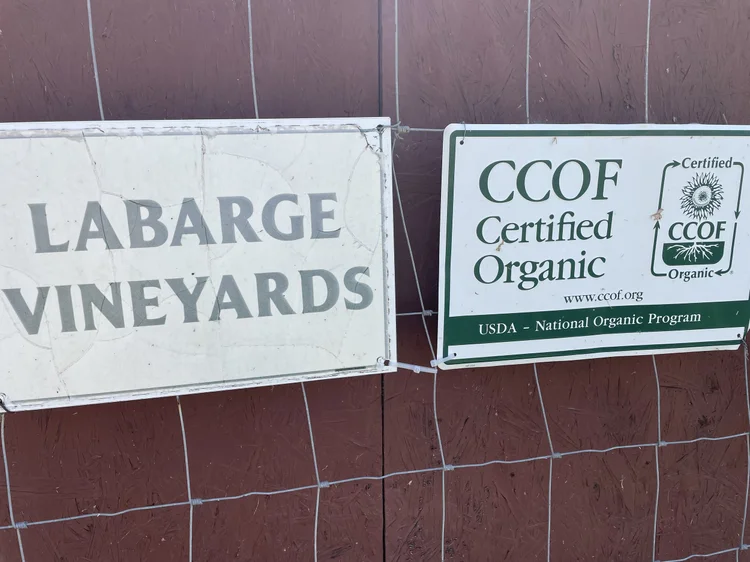 LABARGE
VINEYARDS
CCOF
Certified
Organic
www.ccof.org
USDA - National Organic Program
Certified
CCOF
Organic